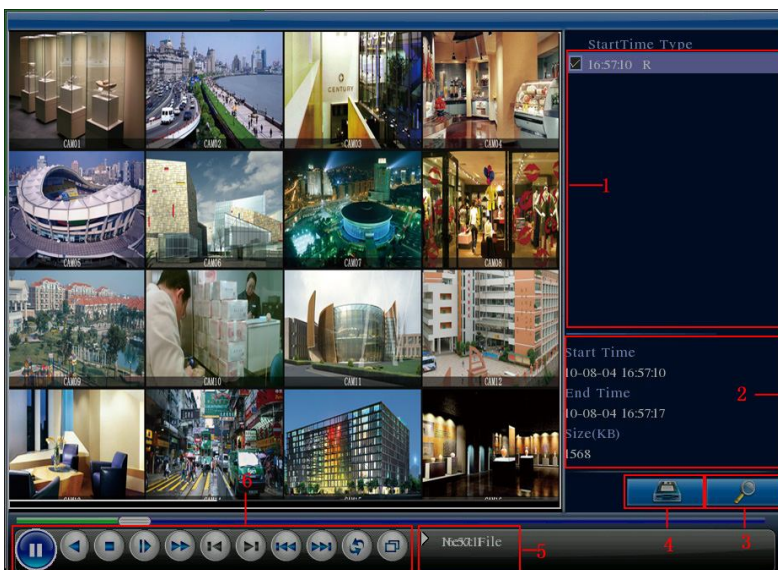 StartTime Type
16:57:10 R
CENTURY
CAM01 CAM02 CAM03 CAM04
CAM05 CAM06 CAM07 CAM08
CAM09 CAM10 CAM11 CAM12
1
Start Time
10-08-04 16:57:10
End Time
10-08-04 16:57:17
Size(KB)
1568
2
6
4
3
File
5